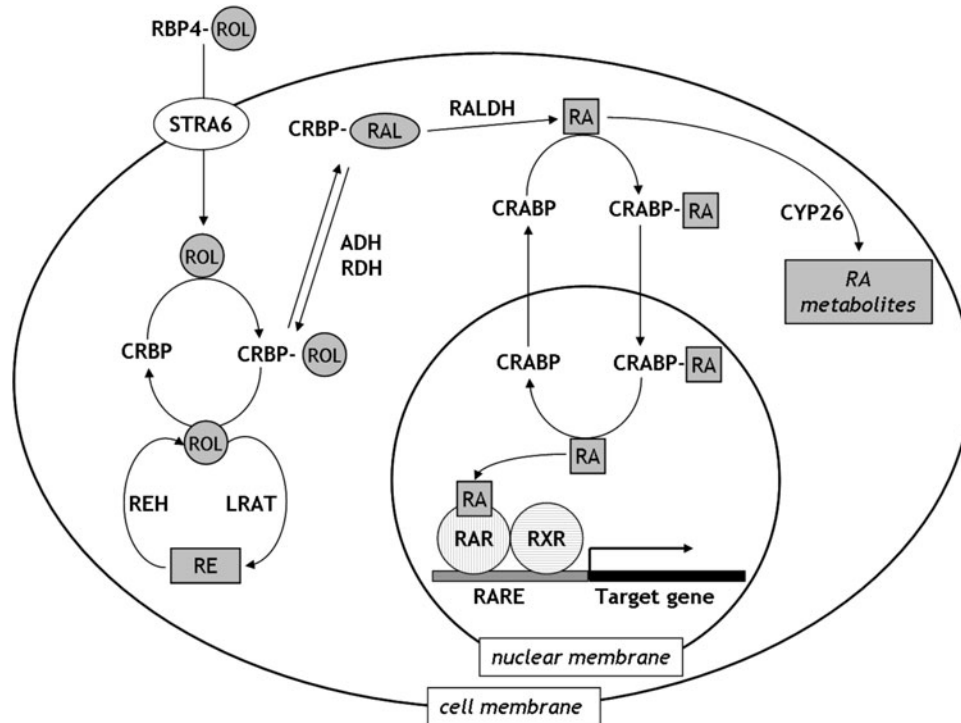 RBP4- ROL
STRA6
CRBP- RAL
RALDH
RA
CRABP
CRABP- RA
CYP26
RA
metabolites
ROL
ADH
RDH
CRBP
CRBP- ROL
CRABP
CRABP- RA
ROL
RA
REH
LRAT
RA
RE
RAR
RXR
RARE
Target gene
nuclear membrane
cell membrane